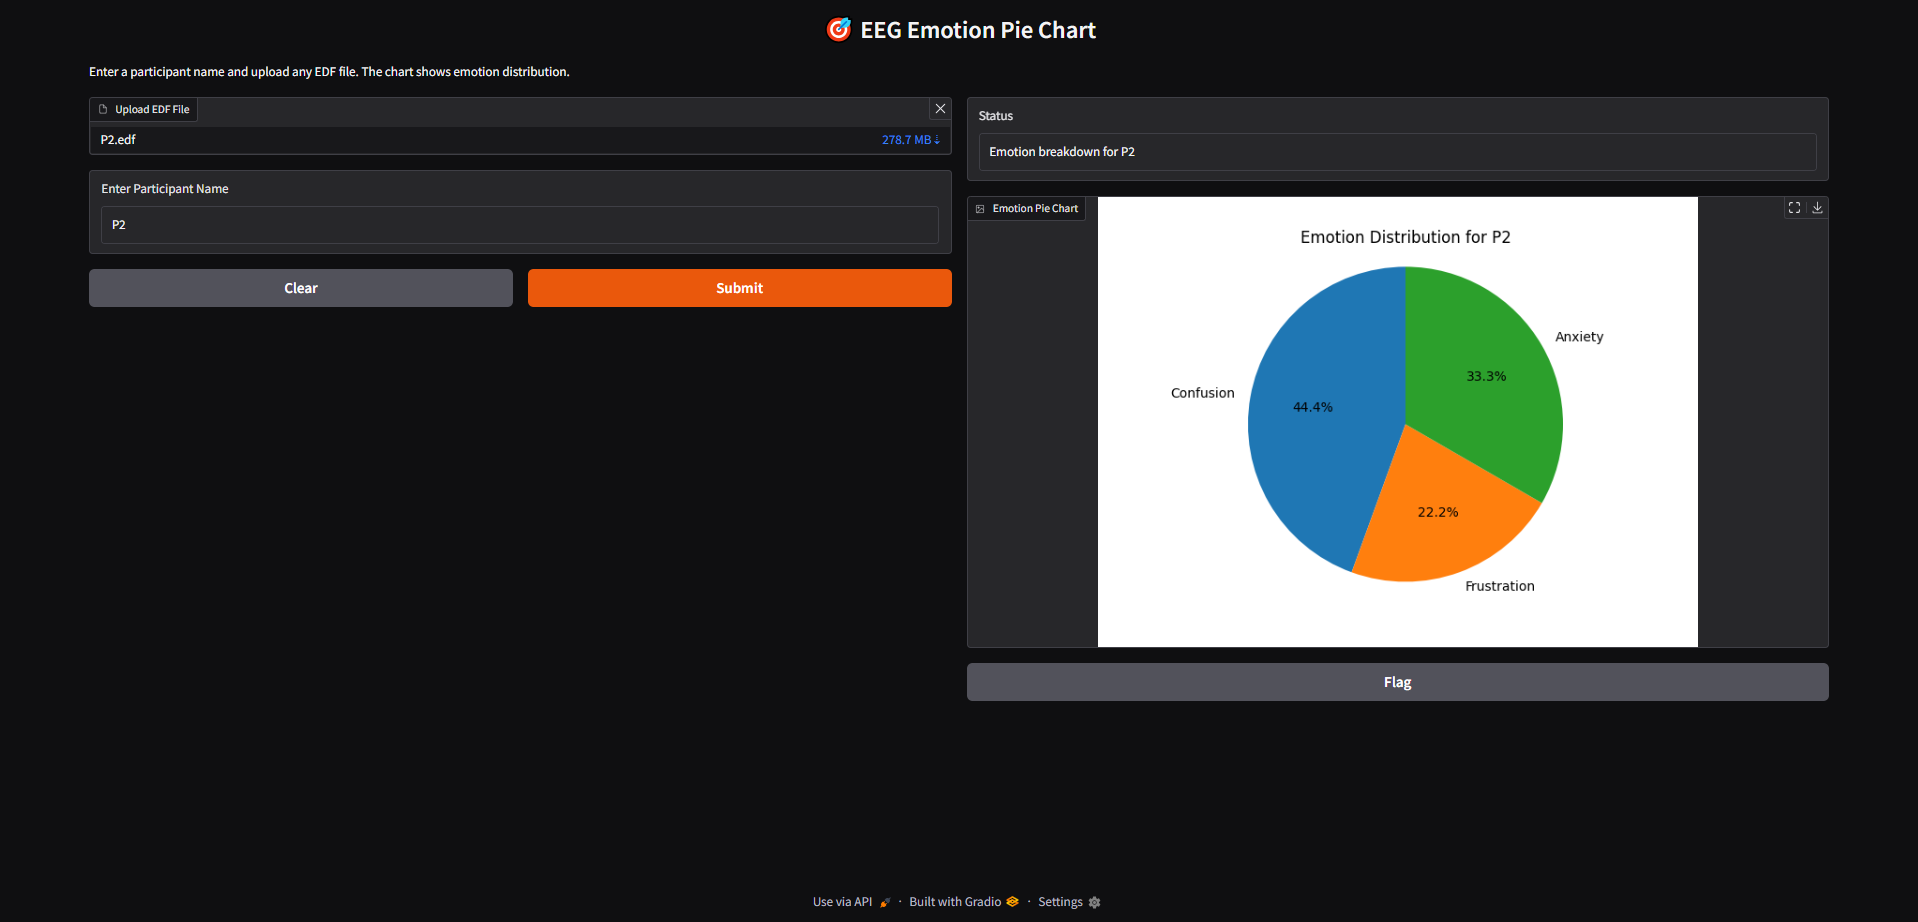 EEG Emotion Pie Chart
Enter a participant name and upload any EDF file. The chart shows emotion distribution.
Upload EDF File
P2.edf
278.7 MB↓
Enter Participant Name
P2
Clear
Submit
Status
Emotion breakdown for P2
Emotion Pie Chart
Emotion Distribution for P2
Anxiety
33.3%
Confusion
44.4%
22.2%
Frustration
Flag
Use via API · Built with Gradio · Settings